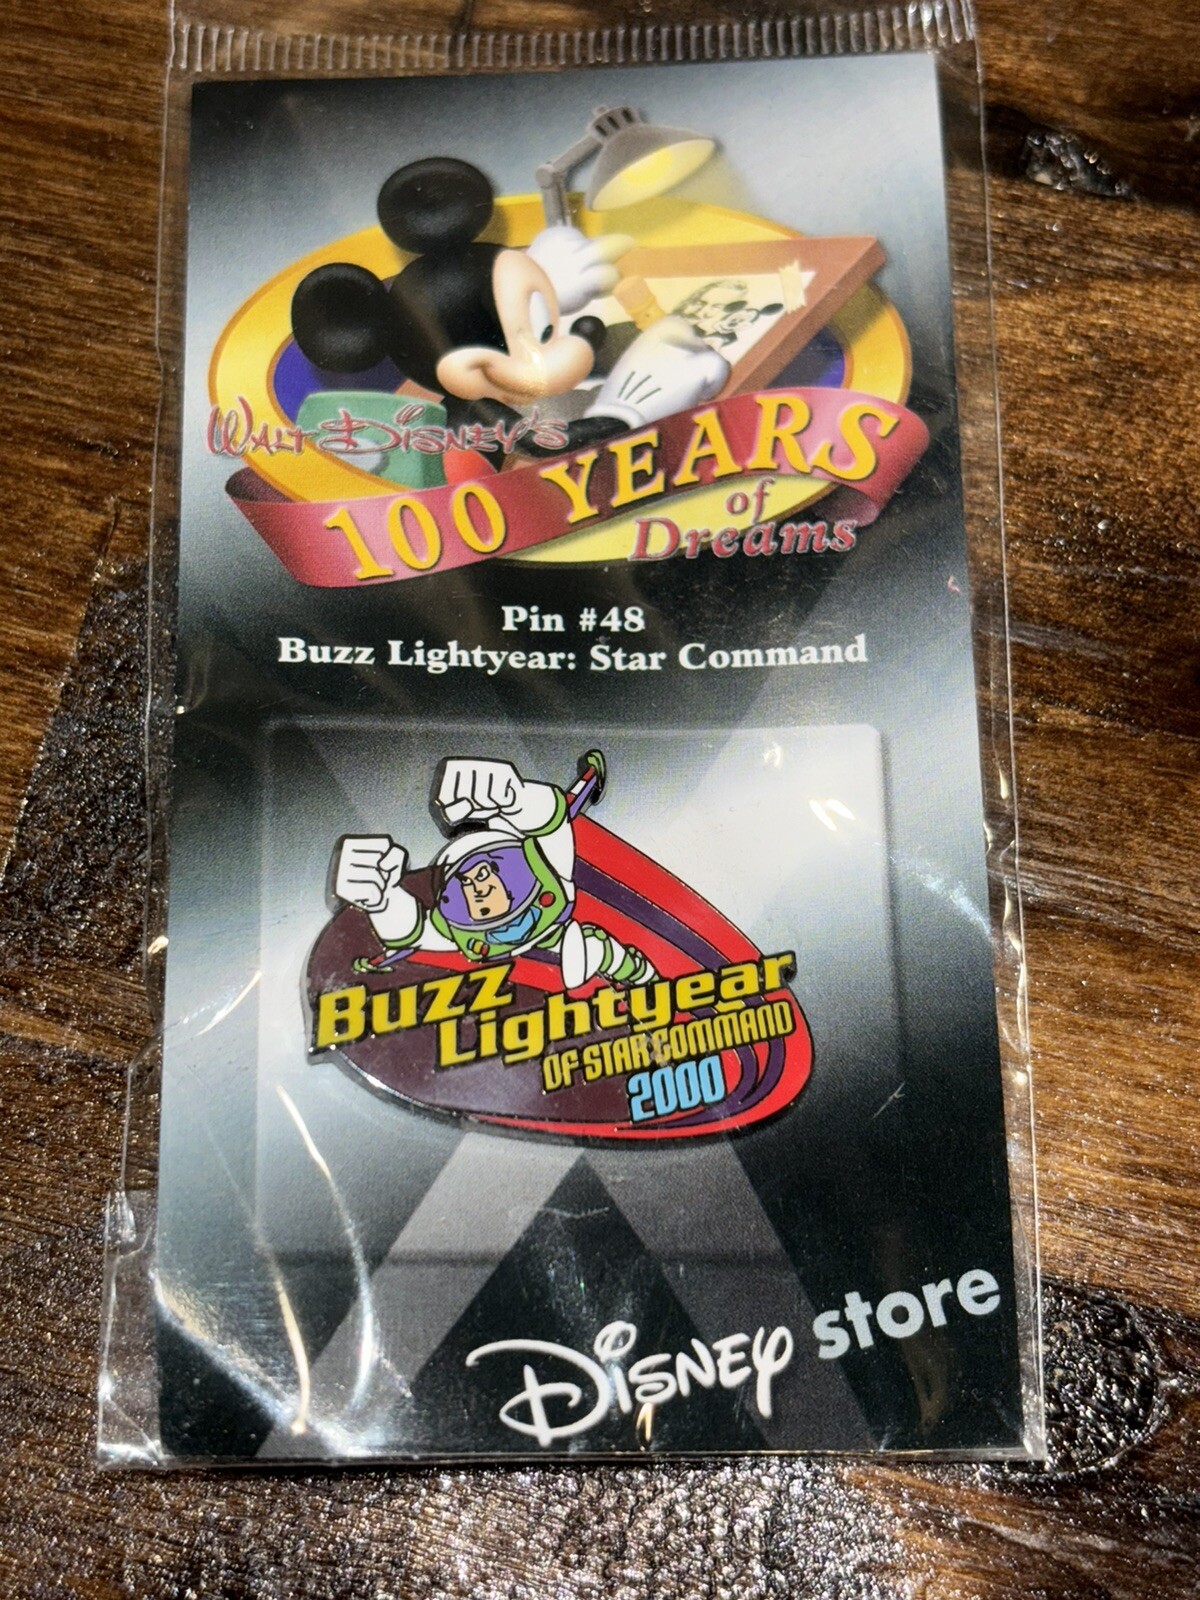 Walt Disney's
100 YEARS
of
Dreams
Pin #48
Buzz Lightyear: Star Command
Buzz
Lightyear
OF STAR COMMAND
2000
Disney store